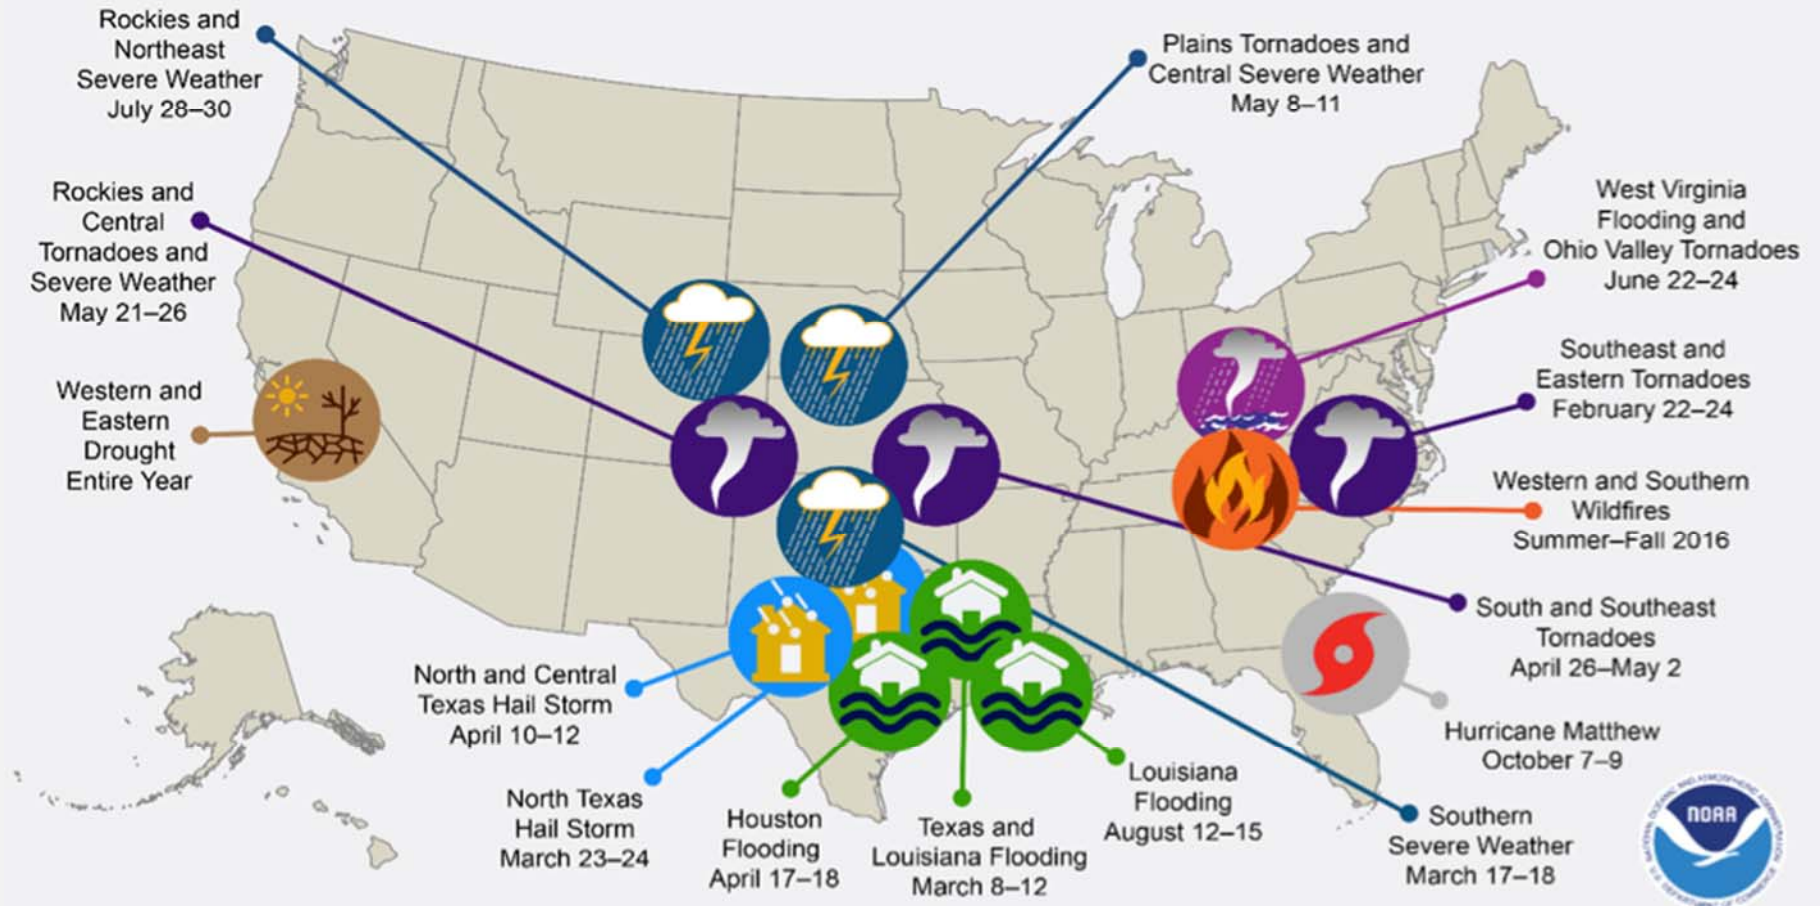 Rockies and
Northeast
Severe Weather
July 28–30
Plains Tornadoes and
Central Severe Weather
May 8–11
Rockies and
Central
Tornadoes and
Severe Weather
May 21–26
West Virginia
Flooding and
Ohio Valley Tornadoes
June 22–24
Southeast and
Eastern Tornadoes
February 22–24
Western and
Eastern
Drought
Entire Year
Western and Southern
Wildfires
Summer–Fall 2016
South and Southeast
Tornadoes
April 26–May 2
North and Central
Texas Hail Storm
April 10–12
Hurricane Matthew
October 7–9
North Texas
Hail Storm
March 23–24
Houston
Flooding
April 17–18
Texas and
Louisiana Flooding
March 8–12
Louisiana
Flooding
August 12–15
Southern
Severe Weather
March 17–18
NOAA